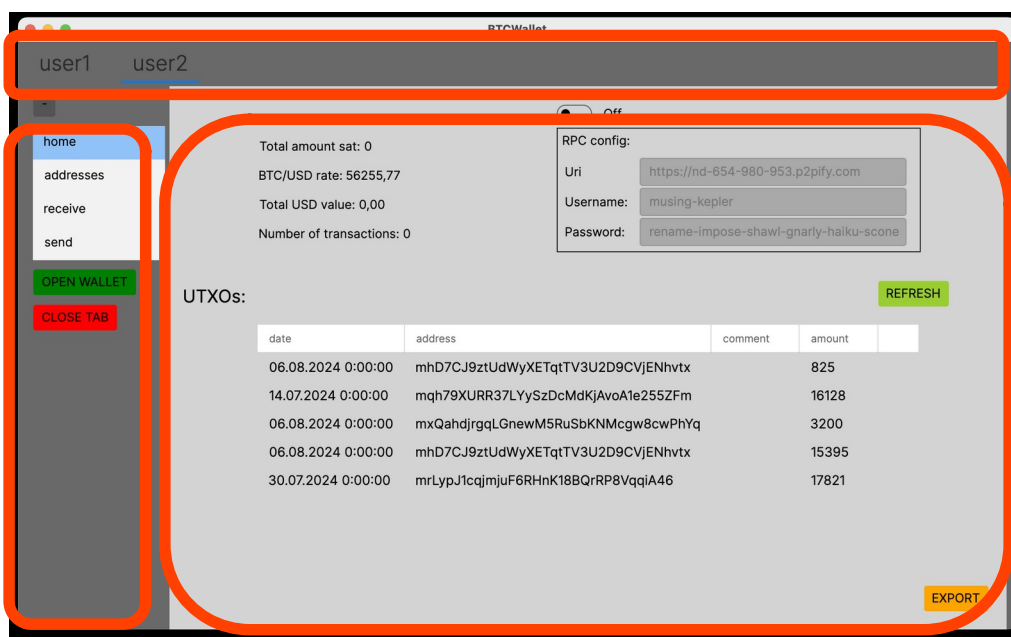 BTCWallet
user1 user2
-
Off
home
addresses
receive
send
OPEN WALLET
CLOSE TAB
Total amount sat: 0
BTC/USD rate: 56255,77
Total USD value: 0,00
Number of transactions: 0
RPC config:
Uri https://nd-654-980-953.p2pify.com
Username: musing-kepler
Password: rename-impose-shawl-gnarly-haiku-scone
UTXOs:
REFRESH
date address comment amount
06.08.2024 0:00:00 mhD7CJ9ztUdWyXETqtTV3U2D9CVjENhvtx 825
14.07.2024 0:00:00 mqh79XURR37LYySzDcMdKjAvoA1e255ZFm 16128
06.08.2024 0:00:00 mxQahdjrgqLGnewM5RuSbKNMcgw8cwPhYq 3200
06.08.2024 0:00:00 mhD7CJ9ztUdWyXETqtTV3U2D9CVjENhvtx 15395
30.07.2024 0:00:00 mrLypJ1cqjmjuF6RHnK18BQrRP8VqqiA46 17821
EXPORT